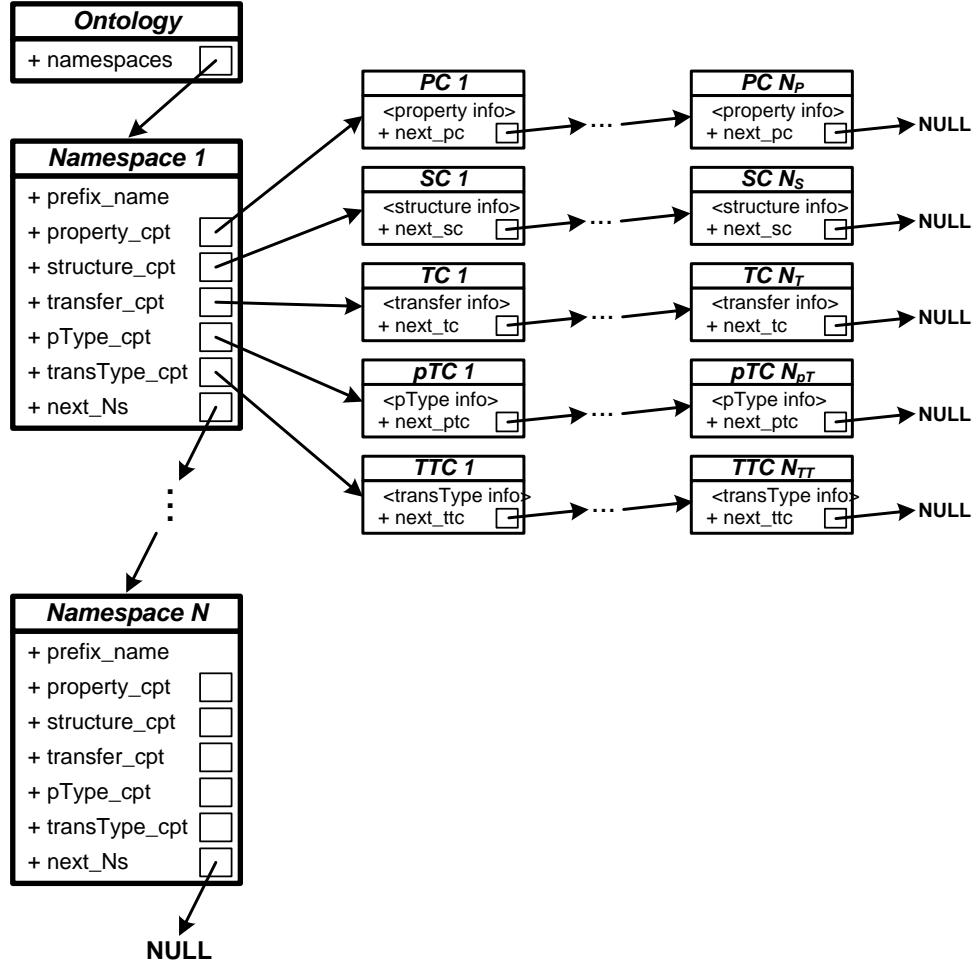 Ontology
+ namespaces
Namespace 1
+ prefix_name
+ property_cpt
+ structure_cpt
+ transfer_cpt
+ pType_cpt
+ transType_cpt
+ next_Ns
⋮
Namespace N
+ prefix_name
+ property_cpt
+ structure_cpt
+ transfer_cpt
+ pType_cpt
+ transType_cpt
+ next_Ns
NULL
PC 1
<property info>
+ next_pc
...
PC NP
<property info>
+ next_pc
NULL
SC 1
<structure info>
+ next_sc
...
SC NS
<structure info>
+ next_sc
NULL
TC 1
<transfer info>
+ next_tc
...
TC NT
<transfer info>
+ next_tc
NULL
pTC 1
<pType info>
+ next_ptc
...
pTC NpT
<pType info>
+ next_ptc
NULL
TTC 1
<transType info>
+ next_ttc
...
TTC NTT
<transType info>
+ next_ttc
NULL